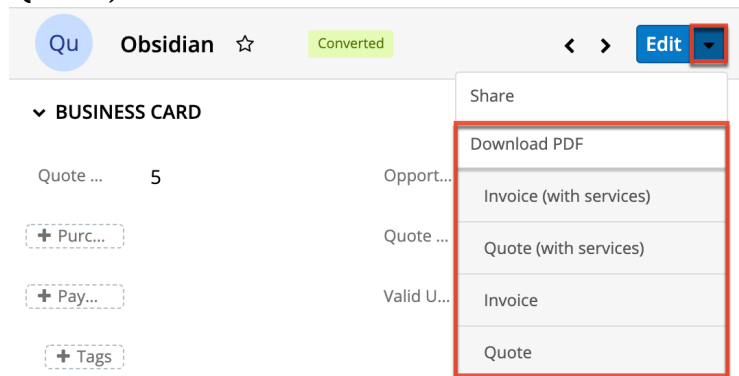 Qu Obsidian Converted Edit
Share
BUSINESS CARD
Download PDF
Quote ... 5 Opport...
Invoice (with services)
+ Purc... Quote ...
Quote (with services)
+ Pay... Valid U...
Invoice
+ Tags
Quote